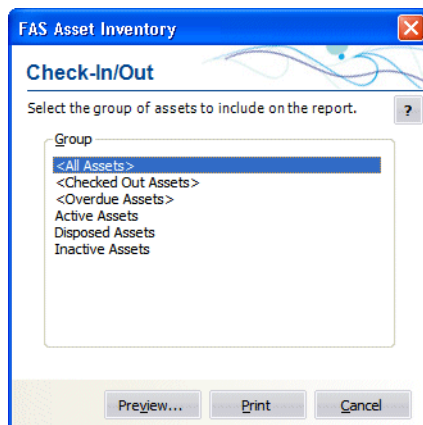 FAS Asset Inventory
Check-In/Out
Select the group of assets to include on the report.
?
Group
<All Assets>
<Checked Out Assets>
<Overdue Assets>
Active Assets
Disposed Assets
Inactive Assets
Preview... Print Cancel